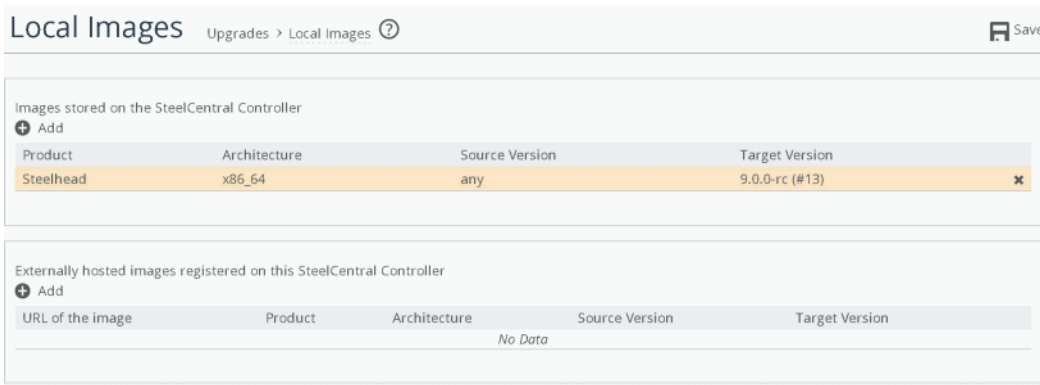 Local Images Upgrades > Local Images ? Save
Images stored on the SteelCentral Controller
Add
Product Architecture Source Version Target Version
Steelhead x86_64 any 9.0.0-rc (#13)
Externally hosted images registered on this SteelCentral Controller
Add
URL of the image Product Architecture Source Version Target Version
No Data